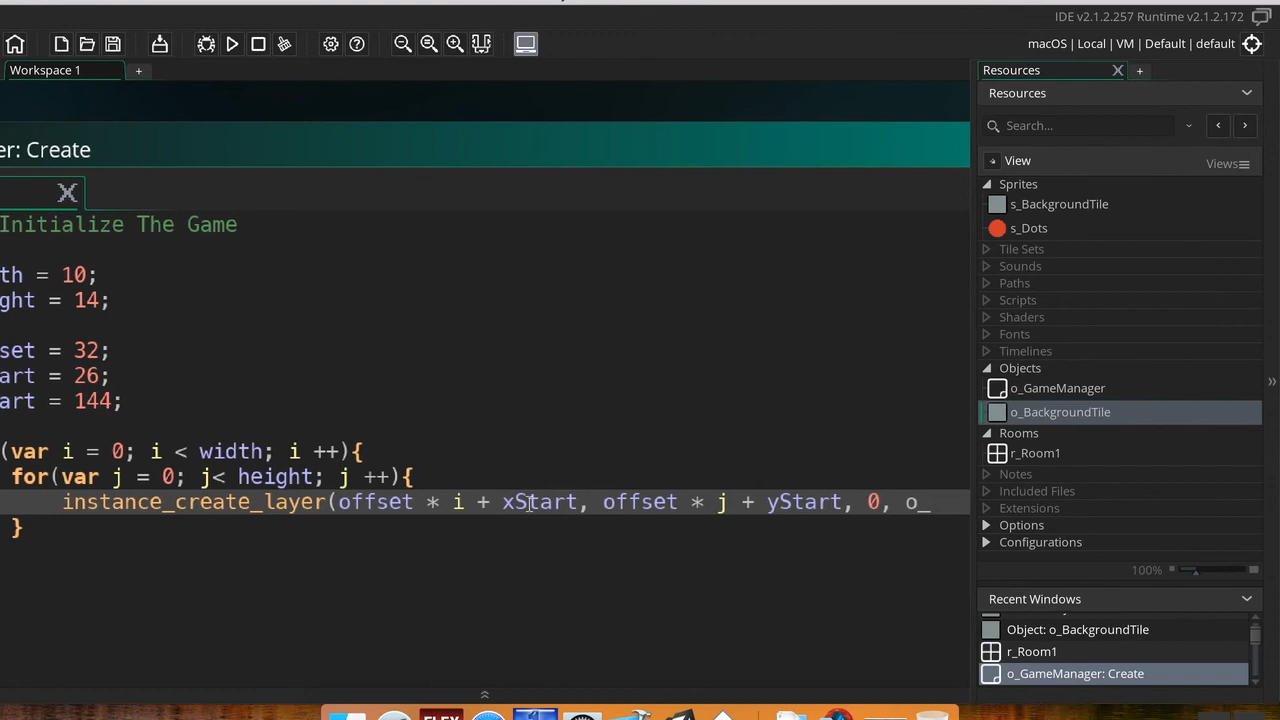 IDE v2.1.2.257 Runtime v2.1.2.172
macOS | Local | VM | Default | default
Workspace 1
+
Resources
X
+
Resources
Search...
View
Views
er: Create
X
Sprites
s_BackgroundTile
s_Dots
Tile Sets
Sounds
Paths
Scripts
Shaders
Fonts
Timelines
Objects
o_GameManager
o_BackgroundTile
Rooms
r_Room1
Notes
Included Files
Extensions
Options
Configurations
100%
Recent Windows
Object: o_BackgroundTile
r_Room1
o_GameManager: Create
Initialize The Game
th = 10;
ght = 14;
set = 32;
art = 26;
art = 144;
(var i = 0; i < width; i ++){
for(var j = 0; j< height; j ++){
instance_create_layer(offset * i + xStart, offset * j + yStart, 0, o_
}
FLEX